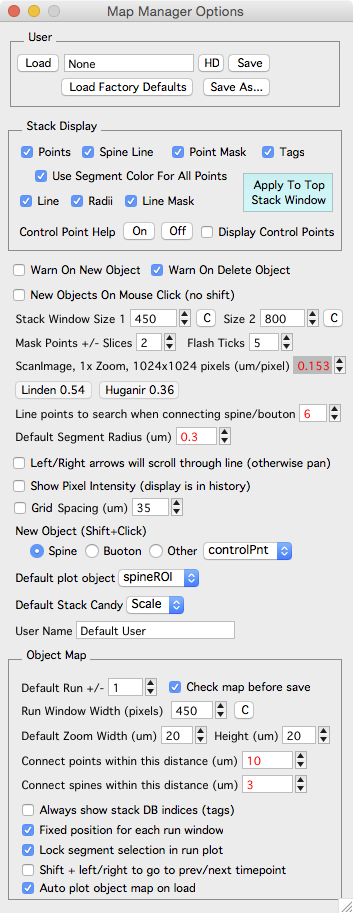 Map Manager Options
User
Load None HD Save
Load Factory Defaults Save As...
Stack Display
Points Spine Line Point Mask Tags
Use Segment Color For All Points
Line Radii Line Mask
Apply To Top
Stack Window
Control Point Help On Off Display Control Points
Warn On New Object Warn On Delete Object
New Objects On Mouse Click (no shift)
Stack Window Size 1 450 C Size 2 800 C
Mask Points +/- Slices 2 Flash Ticks 5
ScanImage, 1x Zoom, 1024x1024 pixels (um/pixel) 0.153
Linden 0.54 Huganir 0.36
Line points to search when connecting spine/bouton 6
Default Segment Radius (um) 0.3
Left/Right arrows will scroll through line (otherwise pan)
Show Pixel Intensity (display is in history)
Grid Spacing (um) 35
New Object (Shift+Click)
Spine Buoton Other controlPnt
Default plot object spineROI
Default Stack Candy Scale
User Name Default User
Object Map
Default Run +/- 1 Check map before save
Run Window Width (pixels) 450 C
Default Zoom Width (um) 20 Height (um) 20
Connect points within this distance (um) 10
Connect spines within this distance (um) 3
Always show stack DB indices (tags)
Fixed position for each run window
Lock segment selection in run plot
Shift + left/right to go to prev/next timepoint
Auto plot object map on load